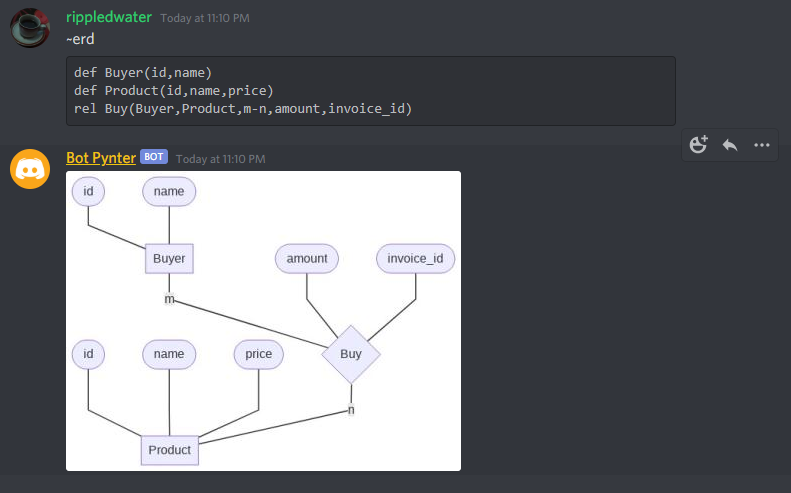 rippledwater Today at 11:10 PM
~erd
def Buyer(id,name)
def Product(id,name,price)
rel Buy(Buyer,Product,m-n,amount,invoice_id)
Bot Pynter BOT Today at 11:10 PM
id name
Buyer amount invoice_id
m
id name price Buy
n
Product